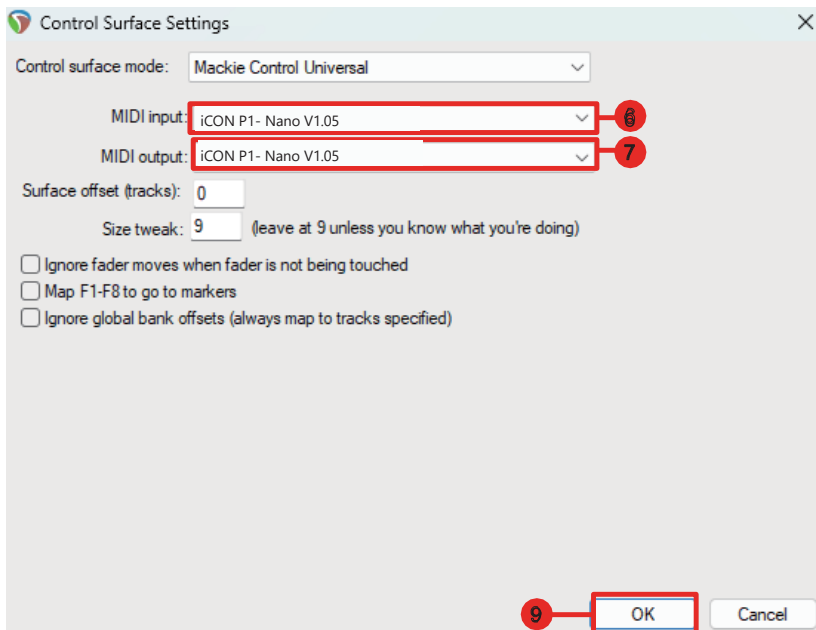 Control Surface Settings
Control surface mode: Mackie Control Universal
MIDI input: iCON P1- Nano V1.05 6
MIDI output: iCON P1- Nano V1.05 7
Surface offset (tracks): 0
Size tweak: 9 (leave at 9 unless you know what you're doing)
Ignore fader moves when fader is not being touched
Map F1-F8 to go to markers
Ignore global bank offsets (always map to tracks specified)
9 OK Cancel